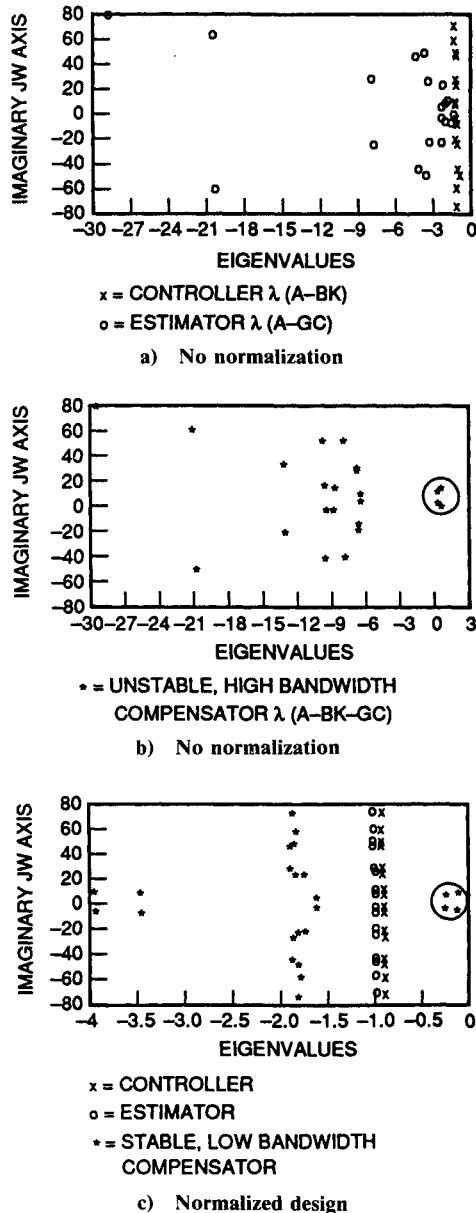 80
60
40
20
0
−20
−40
−60
−80
IMAGINARY JW AXIS
−30 −27 −24 −21 −18 −15 −12 −9 −6 −3 0
EIGENVALUES
x = CONTROLLER λ (A–BK)
o = ESTIMATOR λ (A–GC)
a) No normalization
80
60
40
20
0
−20
−40
−60
−80
IMAGINARY JW AXIS
−30 −27 −24 −21 −18 −15 −12 −9 −6 −3 0 3
EIGENVALUES
* = UNSTABLE, HIGH BANDWIDTH
COMPENSATOR λ (A–BK–GC)
b) No normalization
80
60
40
20
0
−20
−40
−60
−80
IMAGINARY JW AXIS
−4 −3.5 −3.0 −2.5 −2.0 −1.5 −1.0 −0.5 0
EIGENVALUES
x = CONTROLLER
o = ESTIMATOR
* = STABLE, LOW BANDWIDTH
COMPENSATOR
c) Normalized design